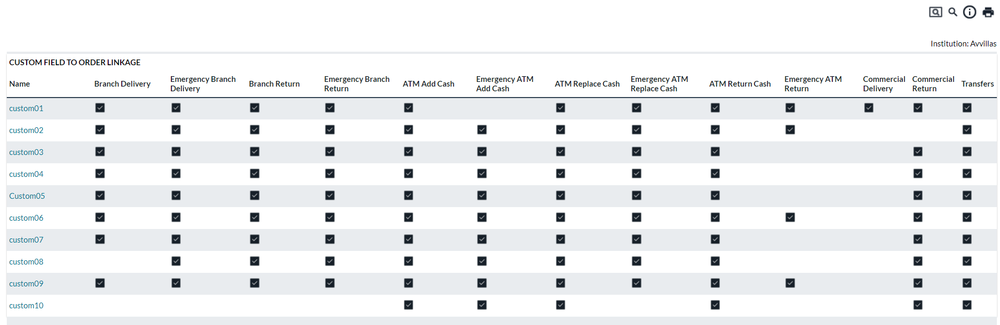 Institution: Avvillas
CUSTOM FIELD TO ORDER LINKAGE
Name Branch Delivery Emergency Branch Delivery Branch Return Emergency Branch Return ATM Add Cash Emergency ATM Add Cash ATM Replace Cash Emergency ATM Replace Cash ATM Return Cash Emergency ATM Return Commercial Delivery Commercial Return Transfers
custom01
custom02
custom03
custom04
Custom05
custom06
custom07
custom08
custom09
custom10